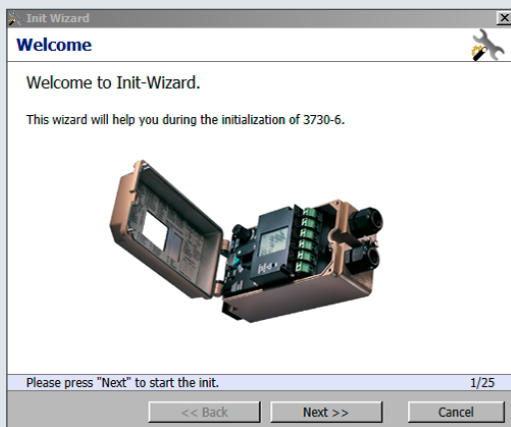 Init Wizard
Welcome
Welcome to Init-Wizard.
This wizard will help you during the initialization of 3730-6.
Please press "Next" to start the init. 1/25
<< Back Next >> Cancel